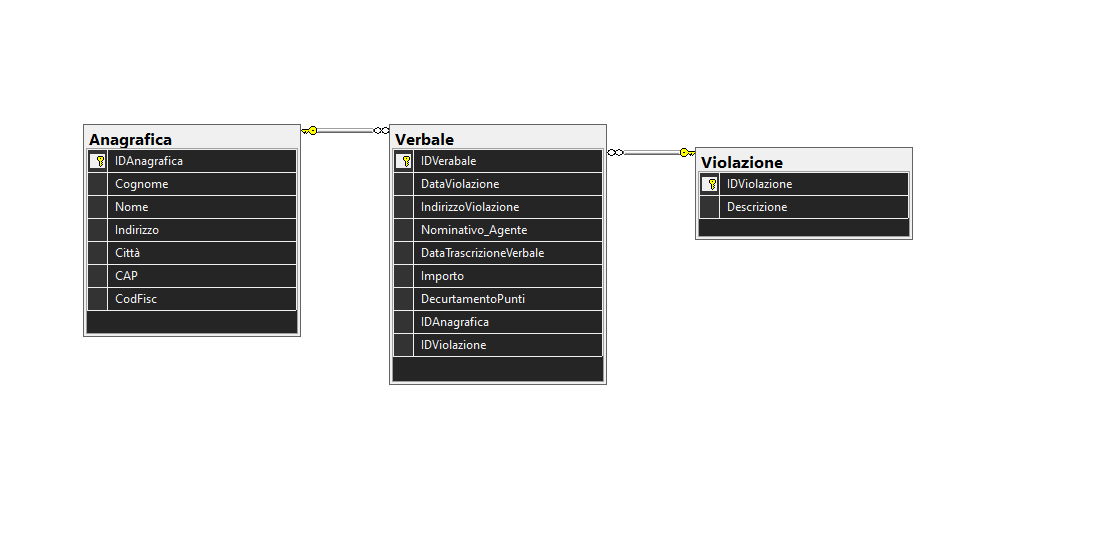 Anagrafica
IDAnagrafica
Cognome
Nome
Indirizzo
Città
CAP
CodFisc
Verbale
IDVerabale
DataViolazione
IndirizzoViolazione
Nominativo_Agente
DataTrascrizioneVerbale
Importo
DecurtamentoPunti
IDAnagrafica
IDViolazione
Violazione
IDViolazione
Descrizione